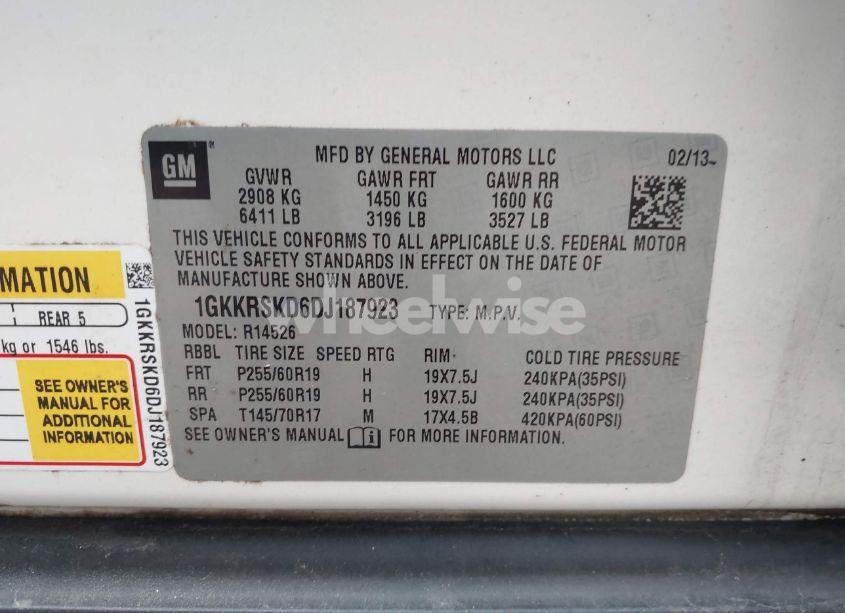 GM
MFD BY GENERAL MOTORS LLC 02/13
GVWR GAWR FRT GAWR RR
2908 KG 1450 KG 1600 KG
6411 LB 3196 LB 3527 LB
THIS VEHICLE CONFORMS TO ALL APPLICABLE U.S. FEDERAL MOTOR
VEHICLE SAFETY STANDARDS IN EFFECT ON THE DATE OF
MANUFACTURE SHOWN ABOVE.
1GKKRSKD6DJ187923 TYPE: M.P.V.
MODEL: R14526
RBBL TIRE SIZE SPEED RTG RIM: COLD TIRE PRESSURE
FRT P255/60R19 H 19X7.5J 240KPA(35PSI)
RR P255/60R19 H 19X7.5J 240KPA(35PSI)
SPA T145/70R17 M 17X4.5B 420KPA(60PSI)
SEE OWNER'S MANUAL FOR MORE INFORMATION.
RMATION
REAR 5
kg or 1546 lbs.
SEE OWNER'S
MANUAL FOR
ADDITIONAL
INFORMATION
1GKKRSKD6DJ187923
wheelwise